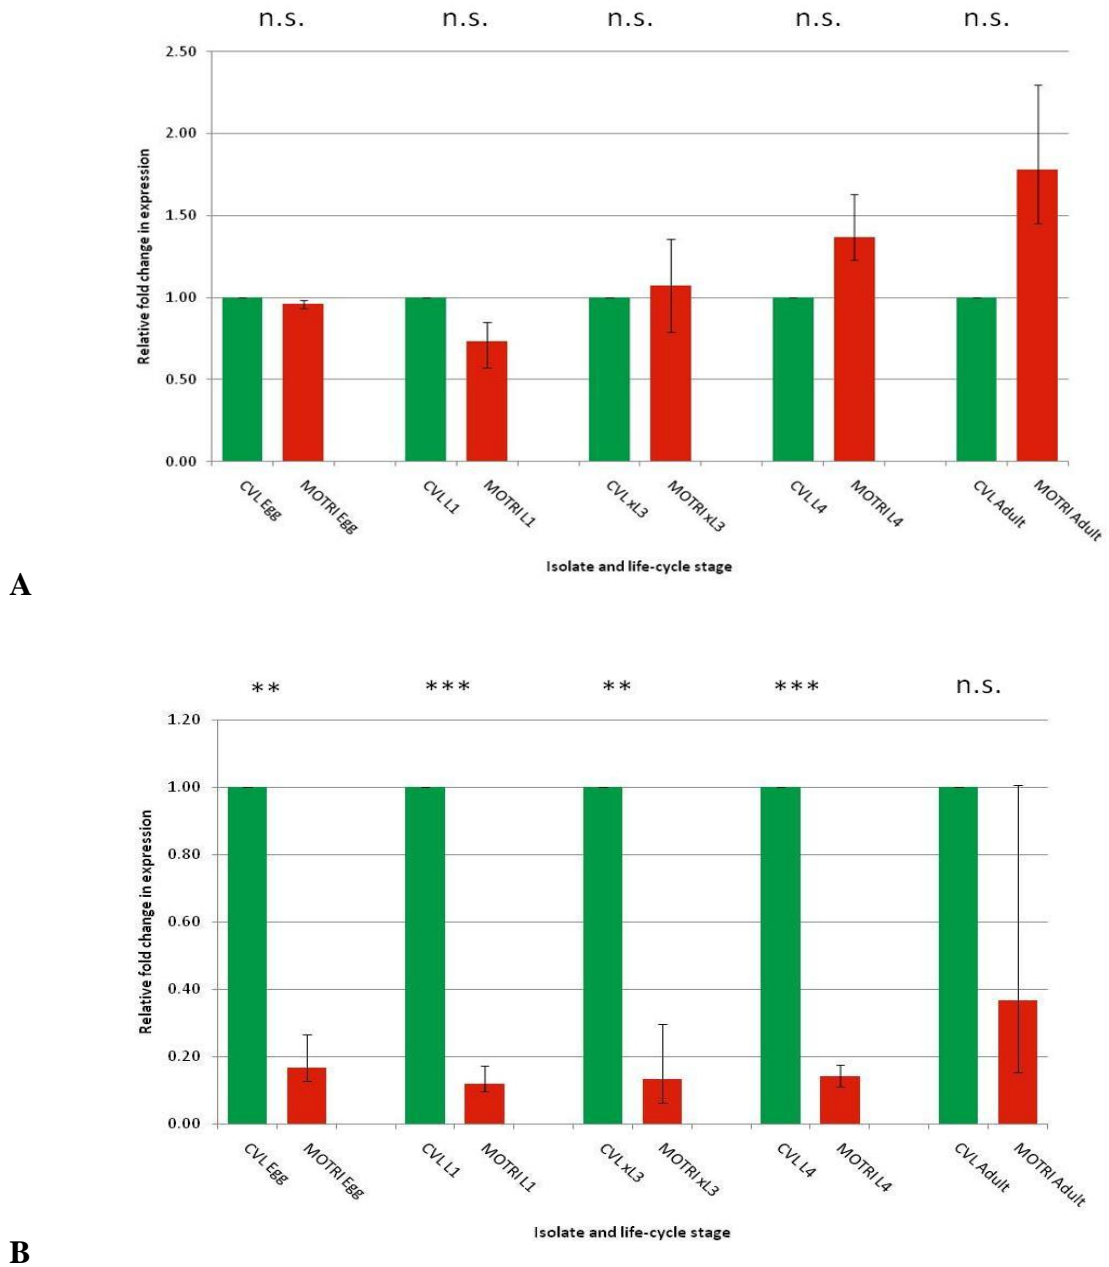 n.s. n.s. n.s. n.s. n.s.
2.50
2.00
1.50
1.00
0.50
0.00
Relative fold change in expression
CVL Egg MOTRI Egg CVL L1 MOTRI L1 CVL xL3 MOTRI xL3 CVL L4 MOTRI L4 CVL Adult MOTRI Adult
Isolate and life-cycle stage
A
** *** ** *** n.s.
1.20
1.00
0.80
0.60
0.40
0.20
0.00
Relative fold change in expression
CVL Egg MOTRI Egg CVL L1 MOTRI L1 CVL xL3 MOTRI xL3 CVL L4 MOTRI L4 CVL Adult MOTRI Adult
Isolate and life-cycle stage
B